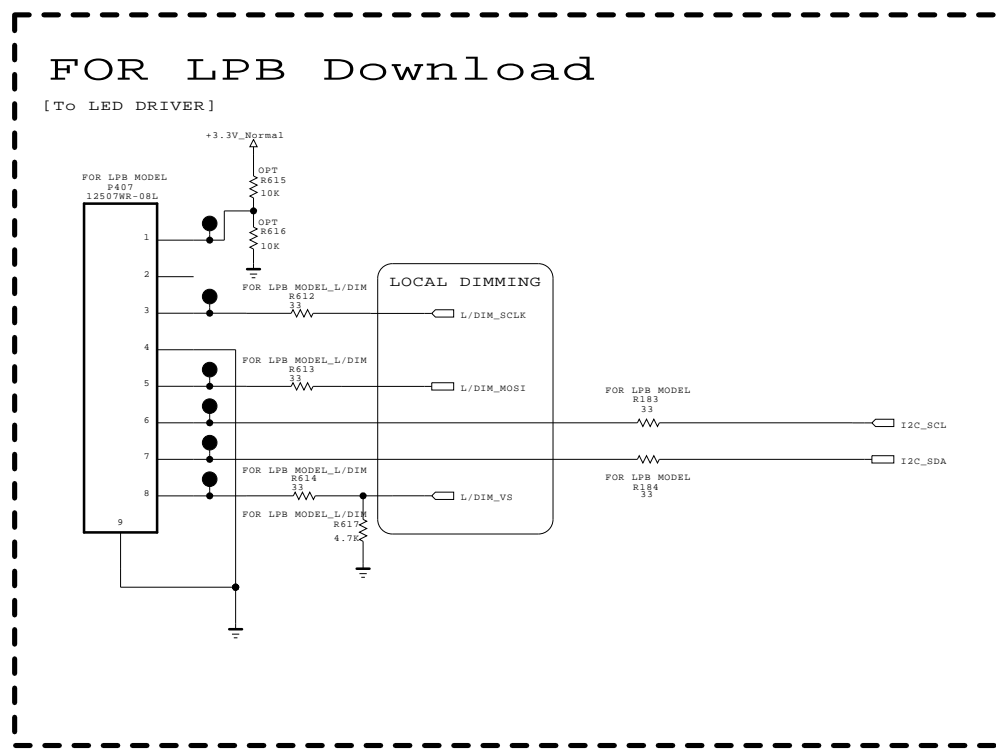 FOR LPB Download
[To LED DRIVER]
+3.3V_Normal
FOR LPB MODEL
P407
12507WR-08L
OPT
R615
10K
OPT
R616
10K
1
2
3
4
5
6
7
8
9
LOCAL DIMMING
FOR LPB MODEL_L/DIM
R612
33
L/DIM_SCLK
FOR LPB MODEL_L/DIM
R613
33
L/DIM_MOSI
FOR LPB MODEL
R183
33
I2C_SCL
I2C_SDA
FOR LPB MODEL
R184
33
FOR LPB MODEL_L/DIM
R614
33
L/DIM_VS
FOR LPB MODEL_L/DIM
R617
4.7K